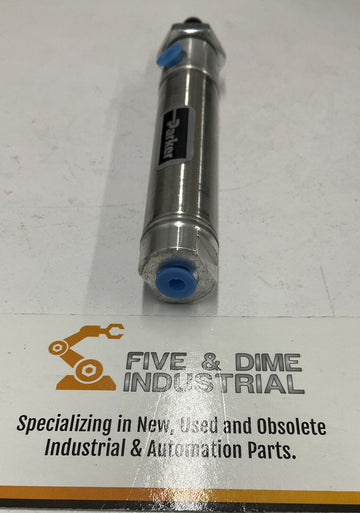 Parker
FIVE & DIME
INDUSTRIAL
Specializing in New, Used and Obsolete
Industrial & Automation Parts.